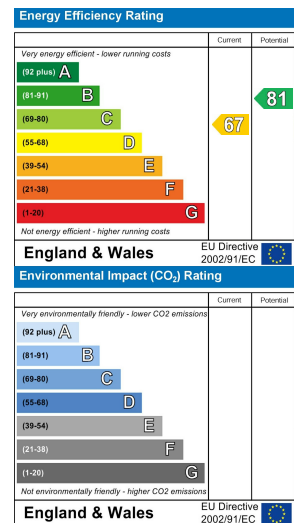 Energy Efficiency Rating
Current Potential
Very energy efficient - lower running costs
(92 plus) A
(81-91) B
81
(69-80) C
67
(55-68) D
(39-54) E
(21-38) F
(1-20) G
Not energy efficient - higher running costs
England & Wales
EU Directive
2002/91/EC
Environmental Impact (CO₂) Rating
Current Potential
Very environmentally friendly - lower CO2 emissions
(92 plus) A
(81-91) B
(69-80) C
(55-68) D
(39-54) E
(21-38) F
(1-20) G
Not environmentally friendly - higher CO2 emissions
England & Wales
EU Directive
2002/91/EC